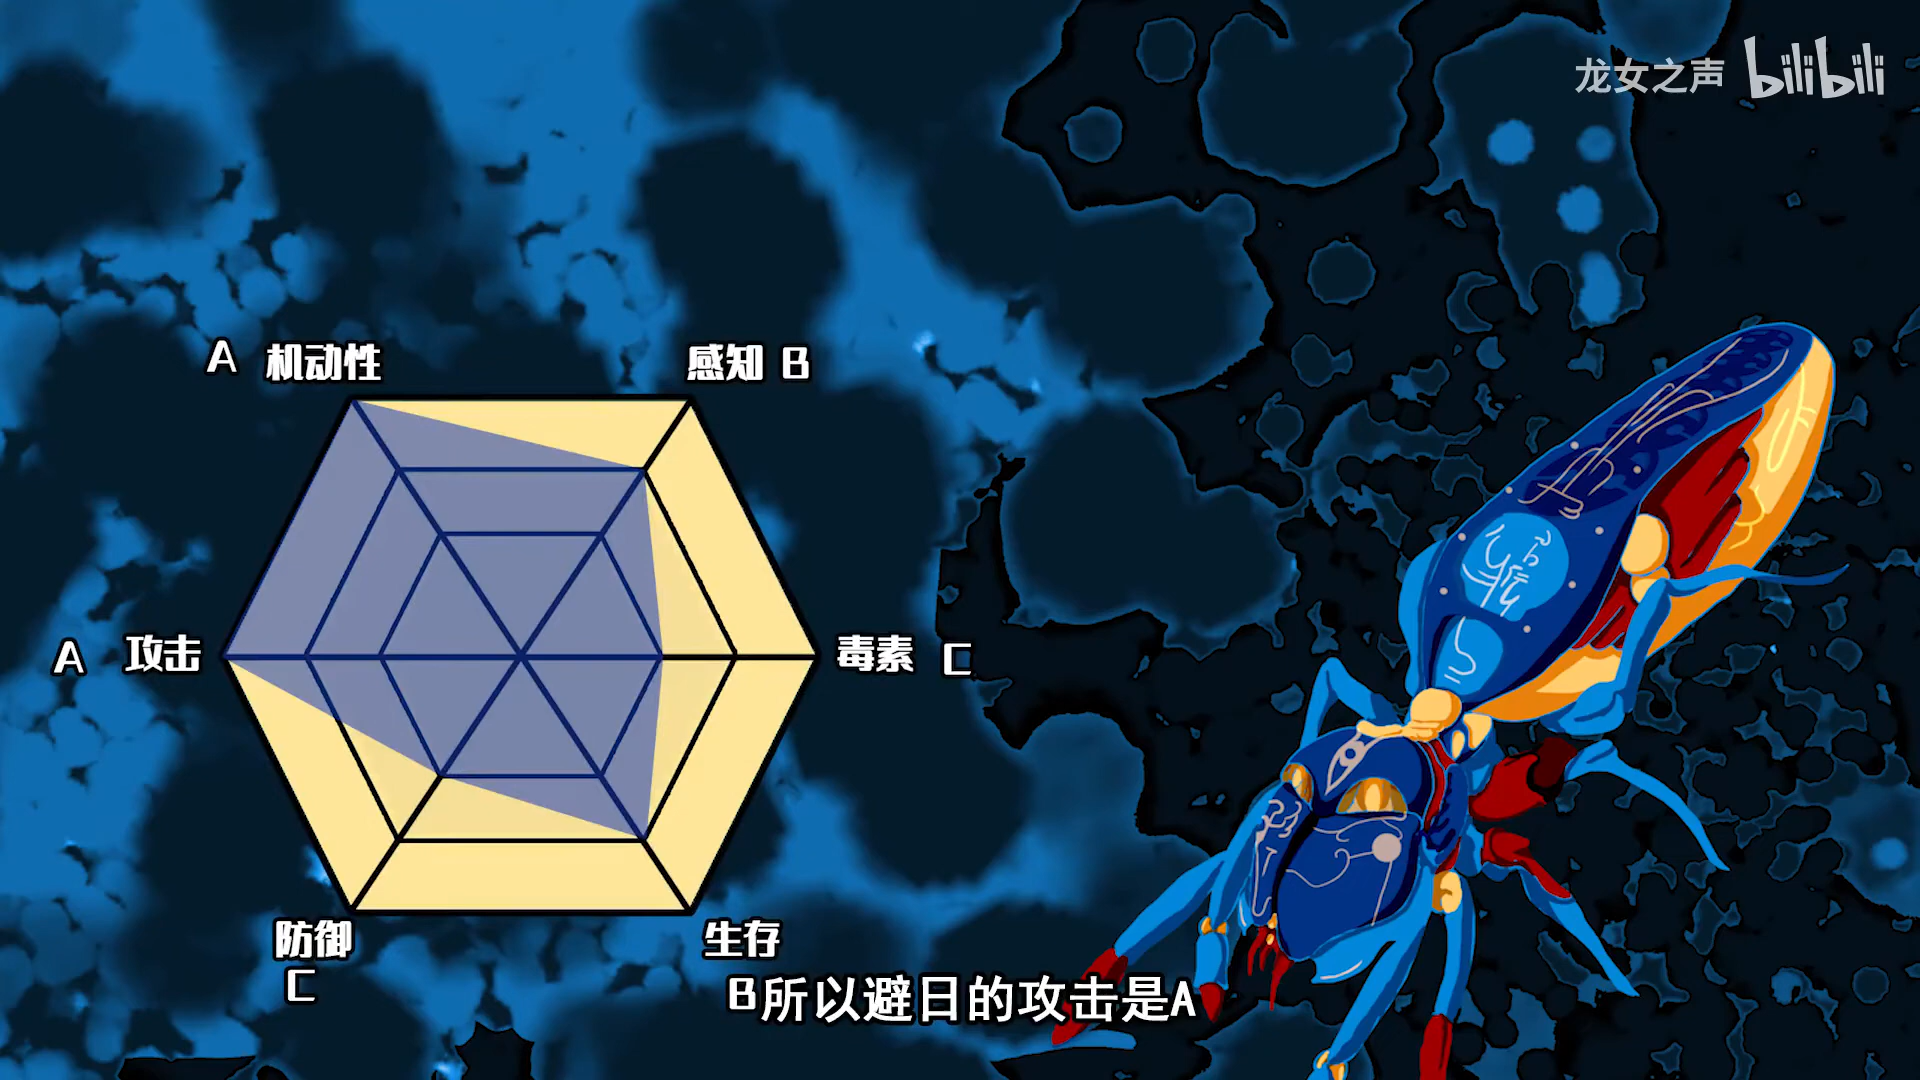 龙女之声 bilibili
A 机动性
感知 B
A 攻击
毒素 C
防御
C
生存
B
所以避日的攻击是A